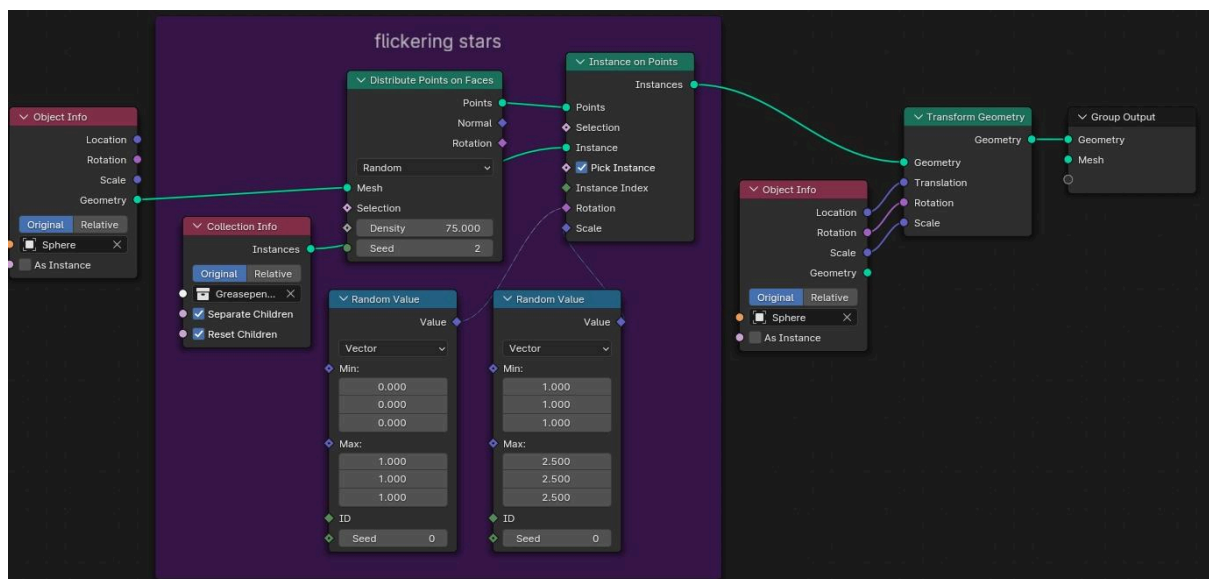 flickering stars
Object Info
Location
Rotation
Scale
Geometry
Original Relative
Sphere
As Instance
Collection Info
Instances
Original Relative
Greasepen...
Separate Children
Reset Children
Distribute Points on Faces
Points
Normal
Rotation
Random
Mesh
Selection
Density 75.000
Seed 2
Instance on Points
Instances
Points
Selection
Instance
Pick Instance
Instance Index
Rotation
Scale
Random Value
Value
Vector
Min:
0.000
0.000
0.000
Max:
1.000
1.000
1.000
ID
Seed 0
Random Value
Value
Vector
Min:
1.000
1.000
1.000
Max:
2.500
2.500
2.500
ID
Seed 0
Object Info
Location
Rotation
Scale
Geometry
Original Relative
Sphere
As Instance
Transform Geometry
Geometry
Geometry
Translation
Rotation
Scale
Group Output
Geometry
Mesh